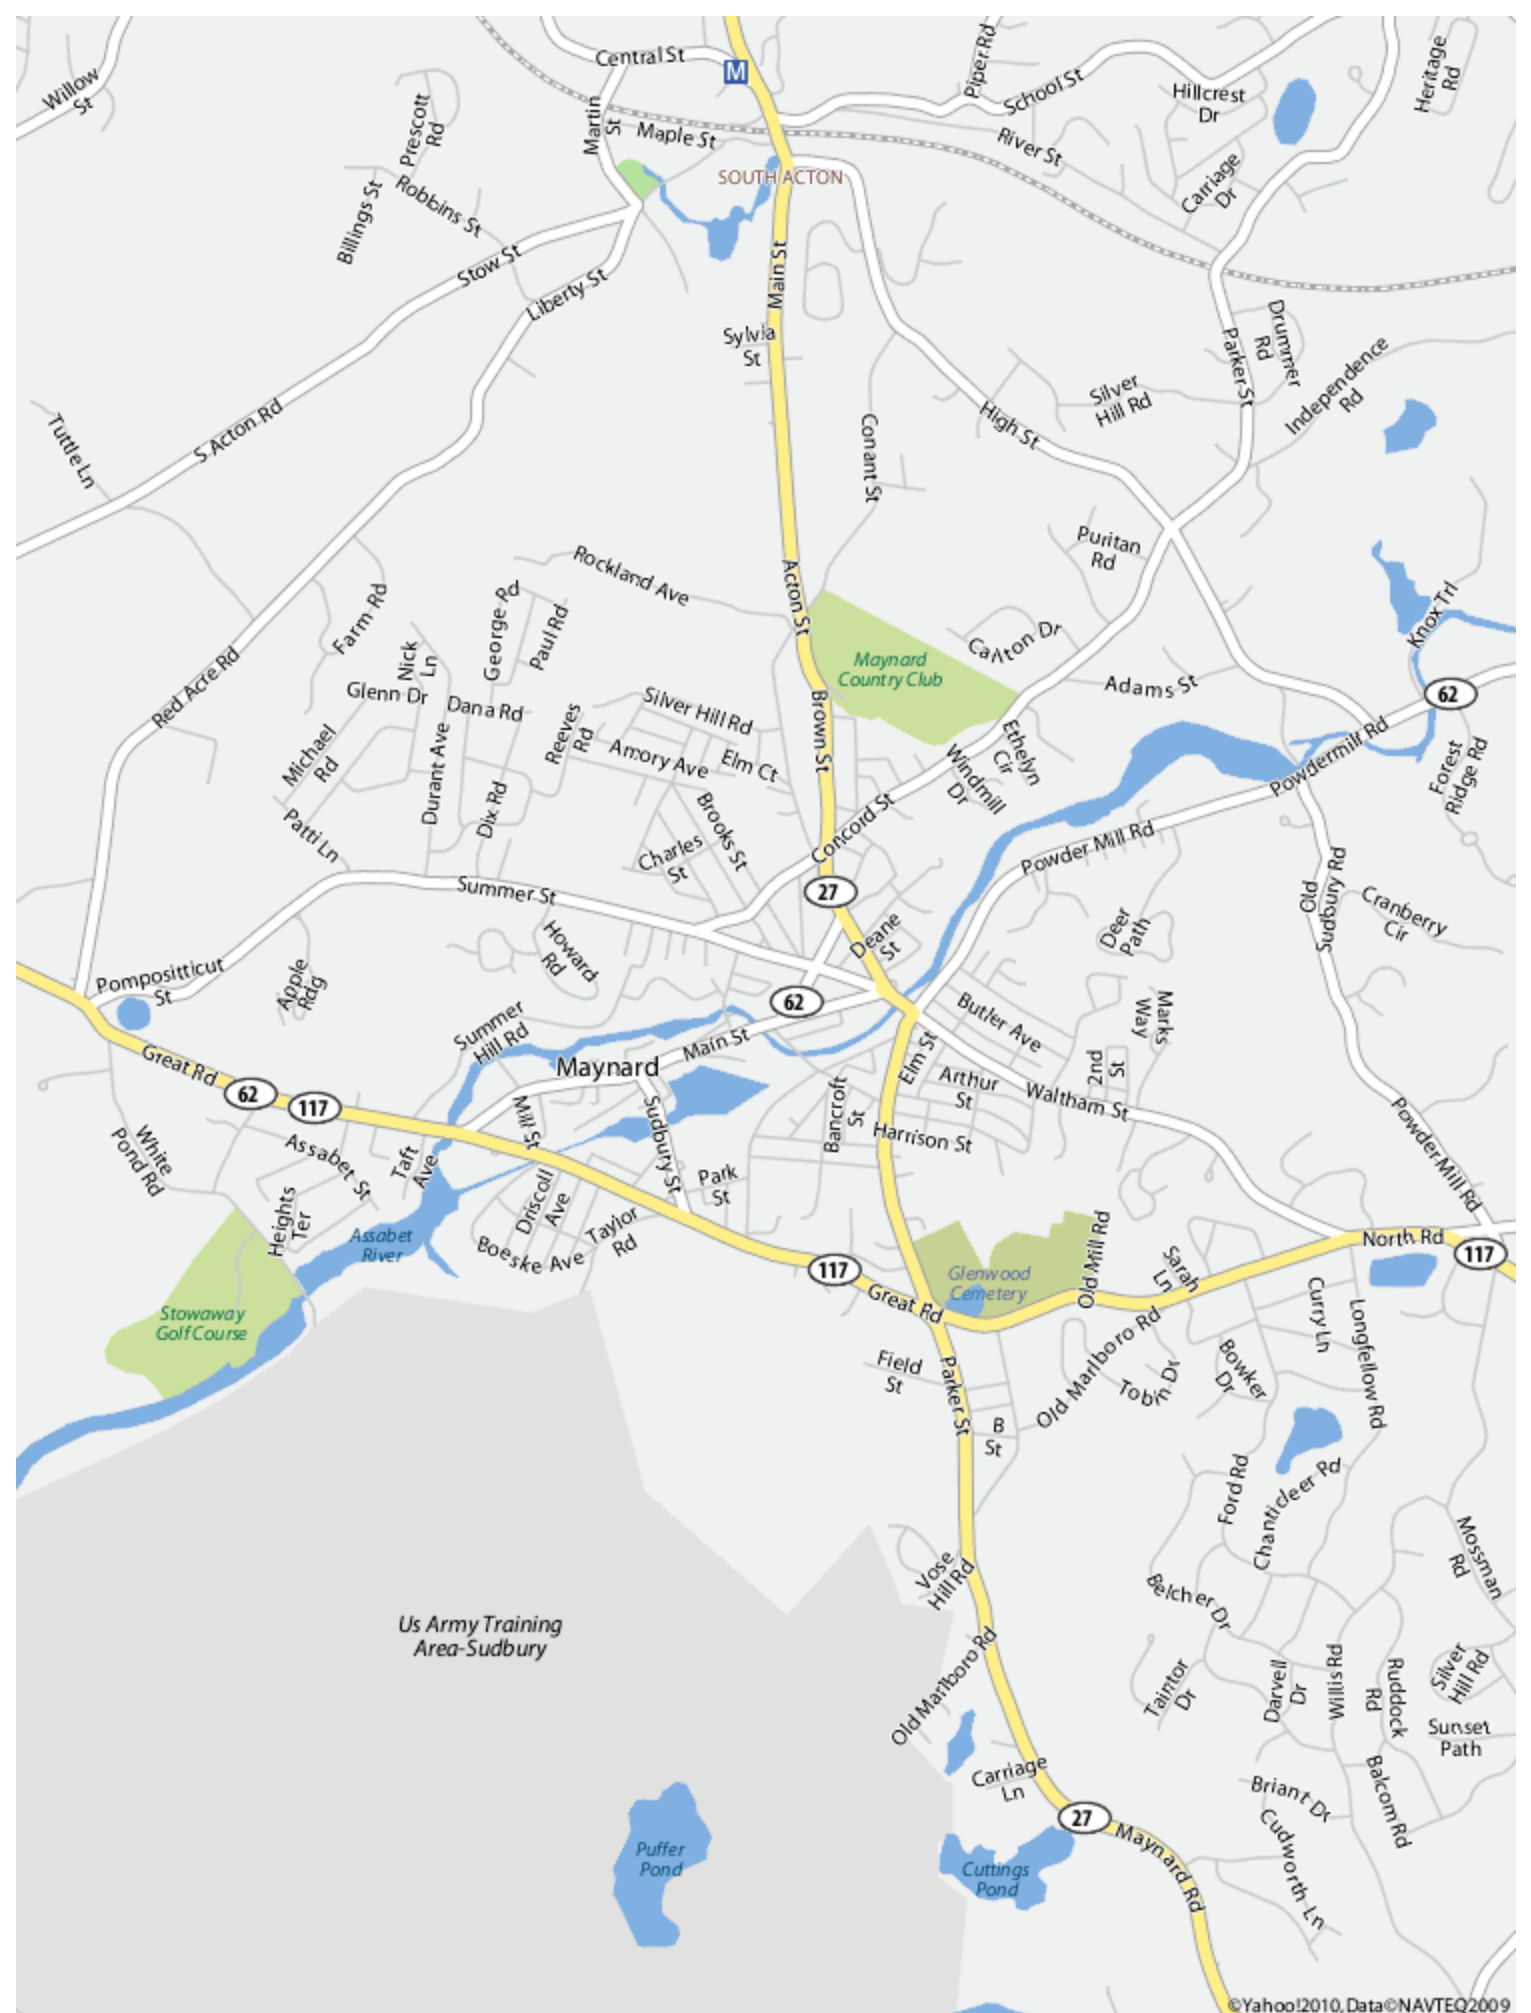 Central St
M
Piper Rd
School St
Hillcrest
Dr
Heritage
Rd
Willow
St
Prescott
Rd
Martin
St
Maple St
River St
Carriage
Dr
SOUTH ACTON
Billings St
Robbins St
Stow St
Liberty St
Main St
Sylvia
St
Drummer
Rd
Parker St
Independence
Rd
Silver
Hill Rd
High St
Conant St
S Acton Rd
Tuttle Ln
Puritan
Rd
Rockland Ave
Acton St
Knox Trl
Farm Rd
George Rd
Paul Rd
Nick
Ln
Carlton Dr
Maynard
Country Club
Adams St
62
Red Acre Rd
Glenn Dr
Dana Rd
Silver Hill Rd
Brown St
Reeves
Rd
Amory Ave
Elm Ct
Michael
Rd
Durant Ave
Ethelyn
Cir
Windmill
Dr
Powdermill Rd
Forest
Ridge Rd
Dix Rd
Patti Ln
Brooks St
Charles
St
Concord St
Powder Mill Rd
27
Summer St
Old
Sudbury Rd
Cranberry
Cir
Deer
Path
Deane
St
Howard
Rd
Pompositticut
St
Apple
Rdg
62
Summer
Hill Rd
Butler Ave
Marks
Way
Main St
Maynard
Great Rd
62
117
Elm St
2nd
St
Arthur
St
Waltham St
Mill St
Sudbury St
Bancroft
St
Harrison St
Powder Mill Rd
White
Pond Rd
Assabet St
Taft
Ave
Park
St
Driscoll
Ave
Taylor
Rd
Heights
Ter
Assabet
River
Boeske Ave
117
Great Rd
Glenwood
Cemetery
Old Mill Rd
Sarah
Ln
North Rd
117
Stowaway
Golf Course
Curry Ln
Longfellow Rd
Field
St
Parker St
Old Marlboro Rd
Tobin Dr
Bowker
Dr
B
St
Ford Rd
Chanticleer Rd
Mossman
Rd
Vose
Hill Rd
Belcher Dr
Us Army Training
Area-Sudbury
Old Marlboro Rd
Taintor
Dr
Darvell
Dr
Willis Rd
Ruddock
Rd
Silver
Hill Rd
Sunset
Path
Carriage
Ln
Briant Dr
Balcom Rd
27
Maynard Rd
Cudworth Ln
Puffer
Pond
Cuttings
Pond
©Yahoo!2010,Data©NAVTEQ2009